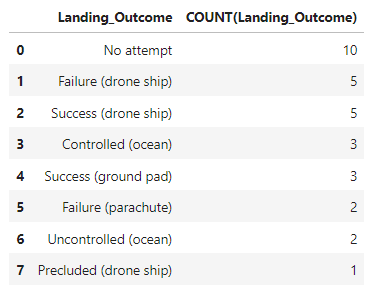 Landing_Outcome COUNT(Landing_Outcome)
0 No attempt 10
1 Failure (drone ship) 5
2 Success (drone ship) 5
3 Controlled (ocean) 3
4 Success (ground pad) 3
5 Failure (parachute) 2
6 Uncontrolled (ocean) 2
7 Precluded (drone ship) 1